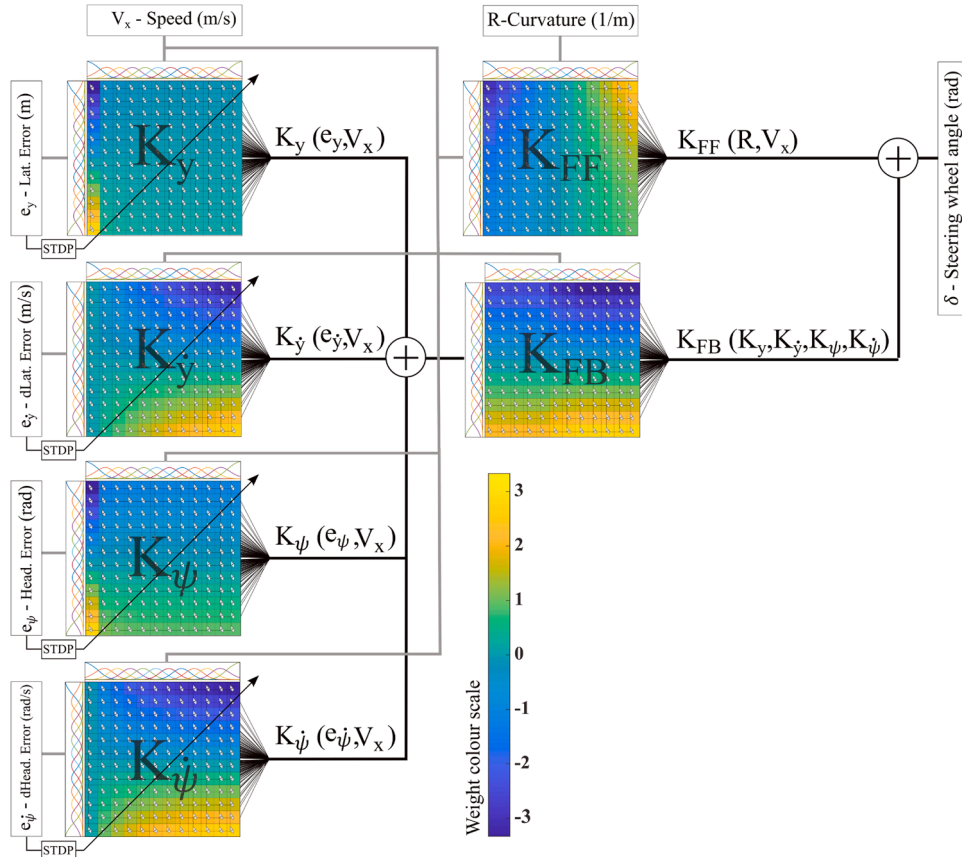 Vx - Speed (m/s)
R-Curvature (1/m)
ey - Lat. Error (m)
STDP
Ky
Ky (ey,Vx)
KFF
KFF (R,Vx)
+
δ - Steering wheel angle (rad)
eẏ - dLat. Error (m/s)
STDP
Kẏ
Kẏ (eẏ,Vx)
+
KFB
KFB (Ky,Kẏ,Kψ,Kψ̇)
eψ - Head. Error (rad)
STDP
Kψ
Kψ (eψ,Vx)
eψ̇ - dHead. Error (rad/s)
STDP
Kψ̇
Kψ̇ (eψ̇,Vx)
Weight colour scale
3
2
1
0
-1
-2
-3